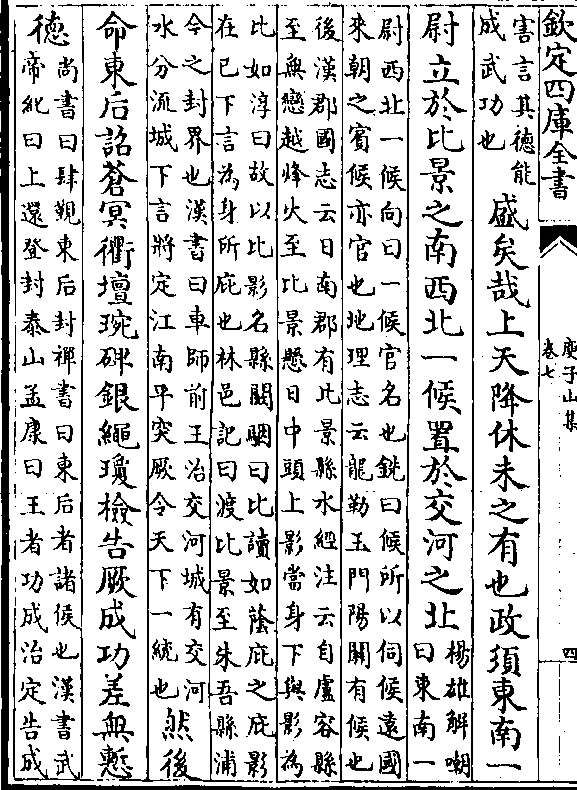 欽定四庫全書
庾子山集
卷七
四
害言其德能
成武功也
盛矣哉上天降休未之有也政須東南一
尉立於比景之南西北一候置於交河之北
楊雄解嘲
曰東南一
尉西北一候向曰一候官名也銑曰候所以伺候遠國
來朝之賓候亦官也地理志云龍勒玉門陽關有候也
後漢郡國志云日南郡有比景縣水經注云自盧容縣
至無戀越烽火至比景懸日中頭上影當身下與影為
比如淳曰故以比影名縣闞駰曰比讀如蔭庇之庇影
在已下言為身所庇也林邑記曰渡比景至朱吾縣浦
令之封界也漢書曰車師前王治交河城有交河
水分流城下言將定江南平突厥令天下一統也
然後
命東后詔蒼冥衢壇琬碑銀繩瓊檢告厥成功差無慙
德
尚書曰肆覲東后封禪書曰東后者諸侯也漢書武
帝紀曰上還登封泰山孟康曰王者功成治定告成